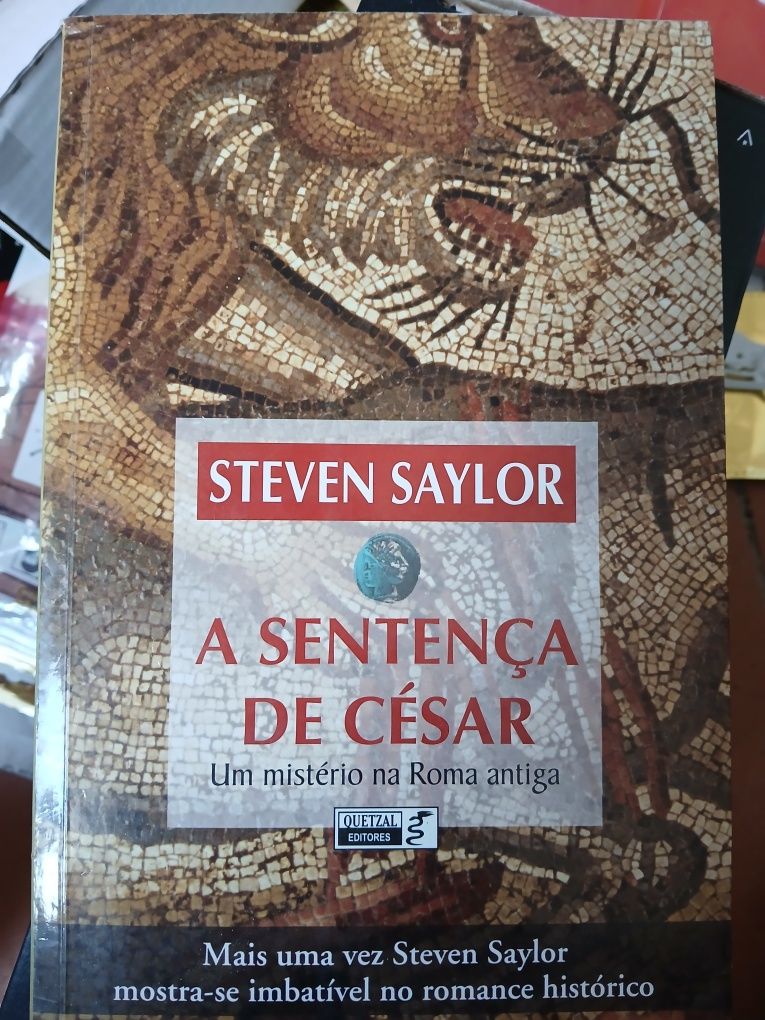 STEVEN SAYLOR
A SENTENÇA
DE CÉSAR
Um mistério na Roma antiga
QUETZAL
EDITORES
Mais uma vez Steven Saylor
mostra-se imbatível no romance histórico